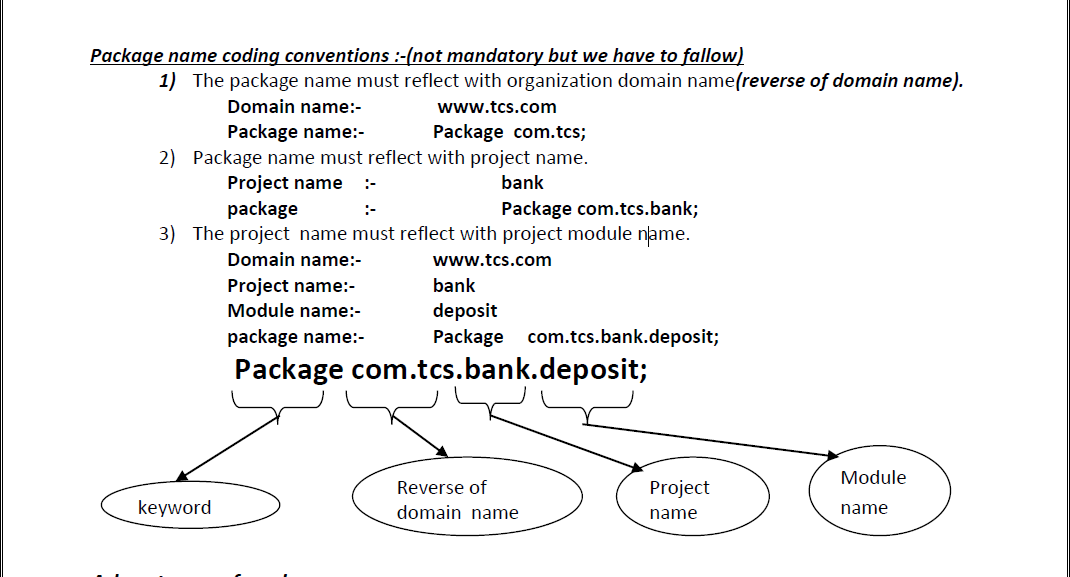 Package name coding conventions :-(not mandatory but we have to fallow)
1) The package name must reflect with organization domain name(reverse of domain name).
Domain name:- www.tcs.com
Package name:- Package com.tcs;
2) Package name must reflect with project name.
Project name :- bank
package :- Package com.tcs.bank;
3) The project name must reflect with project module name.
Domain name:- www.tcs.com
Project name:- bank
Module name:- deposit
package name:- Package com.tcs.bank.deposit;
Package com.tcs.bank.deposit;
keyword
Reverse of
domain name
Project
name
Module
name